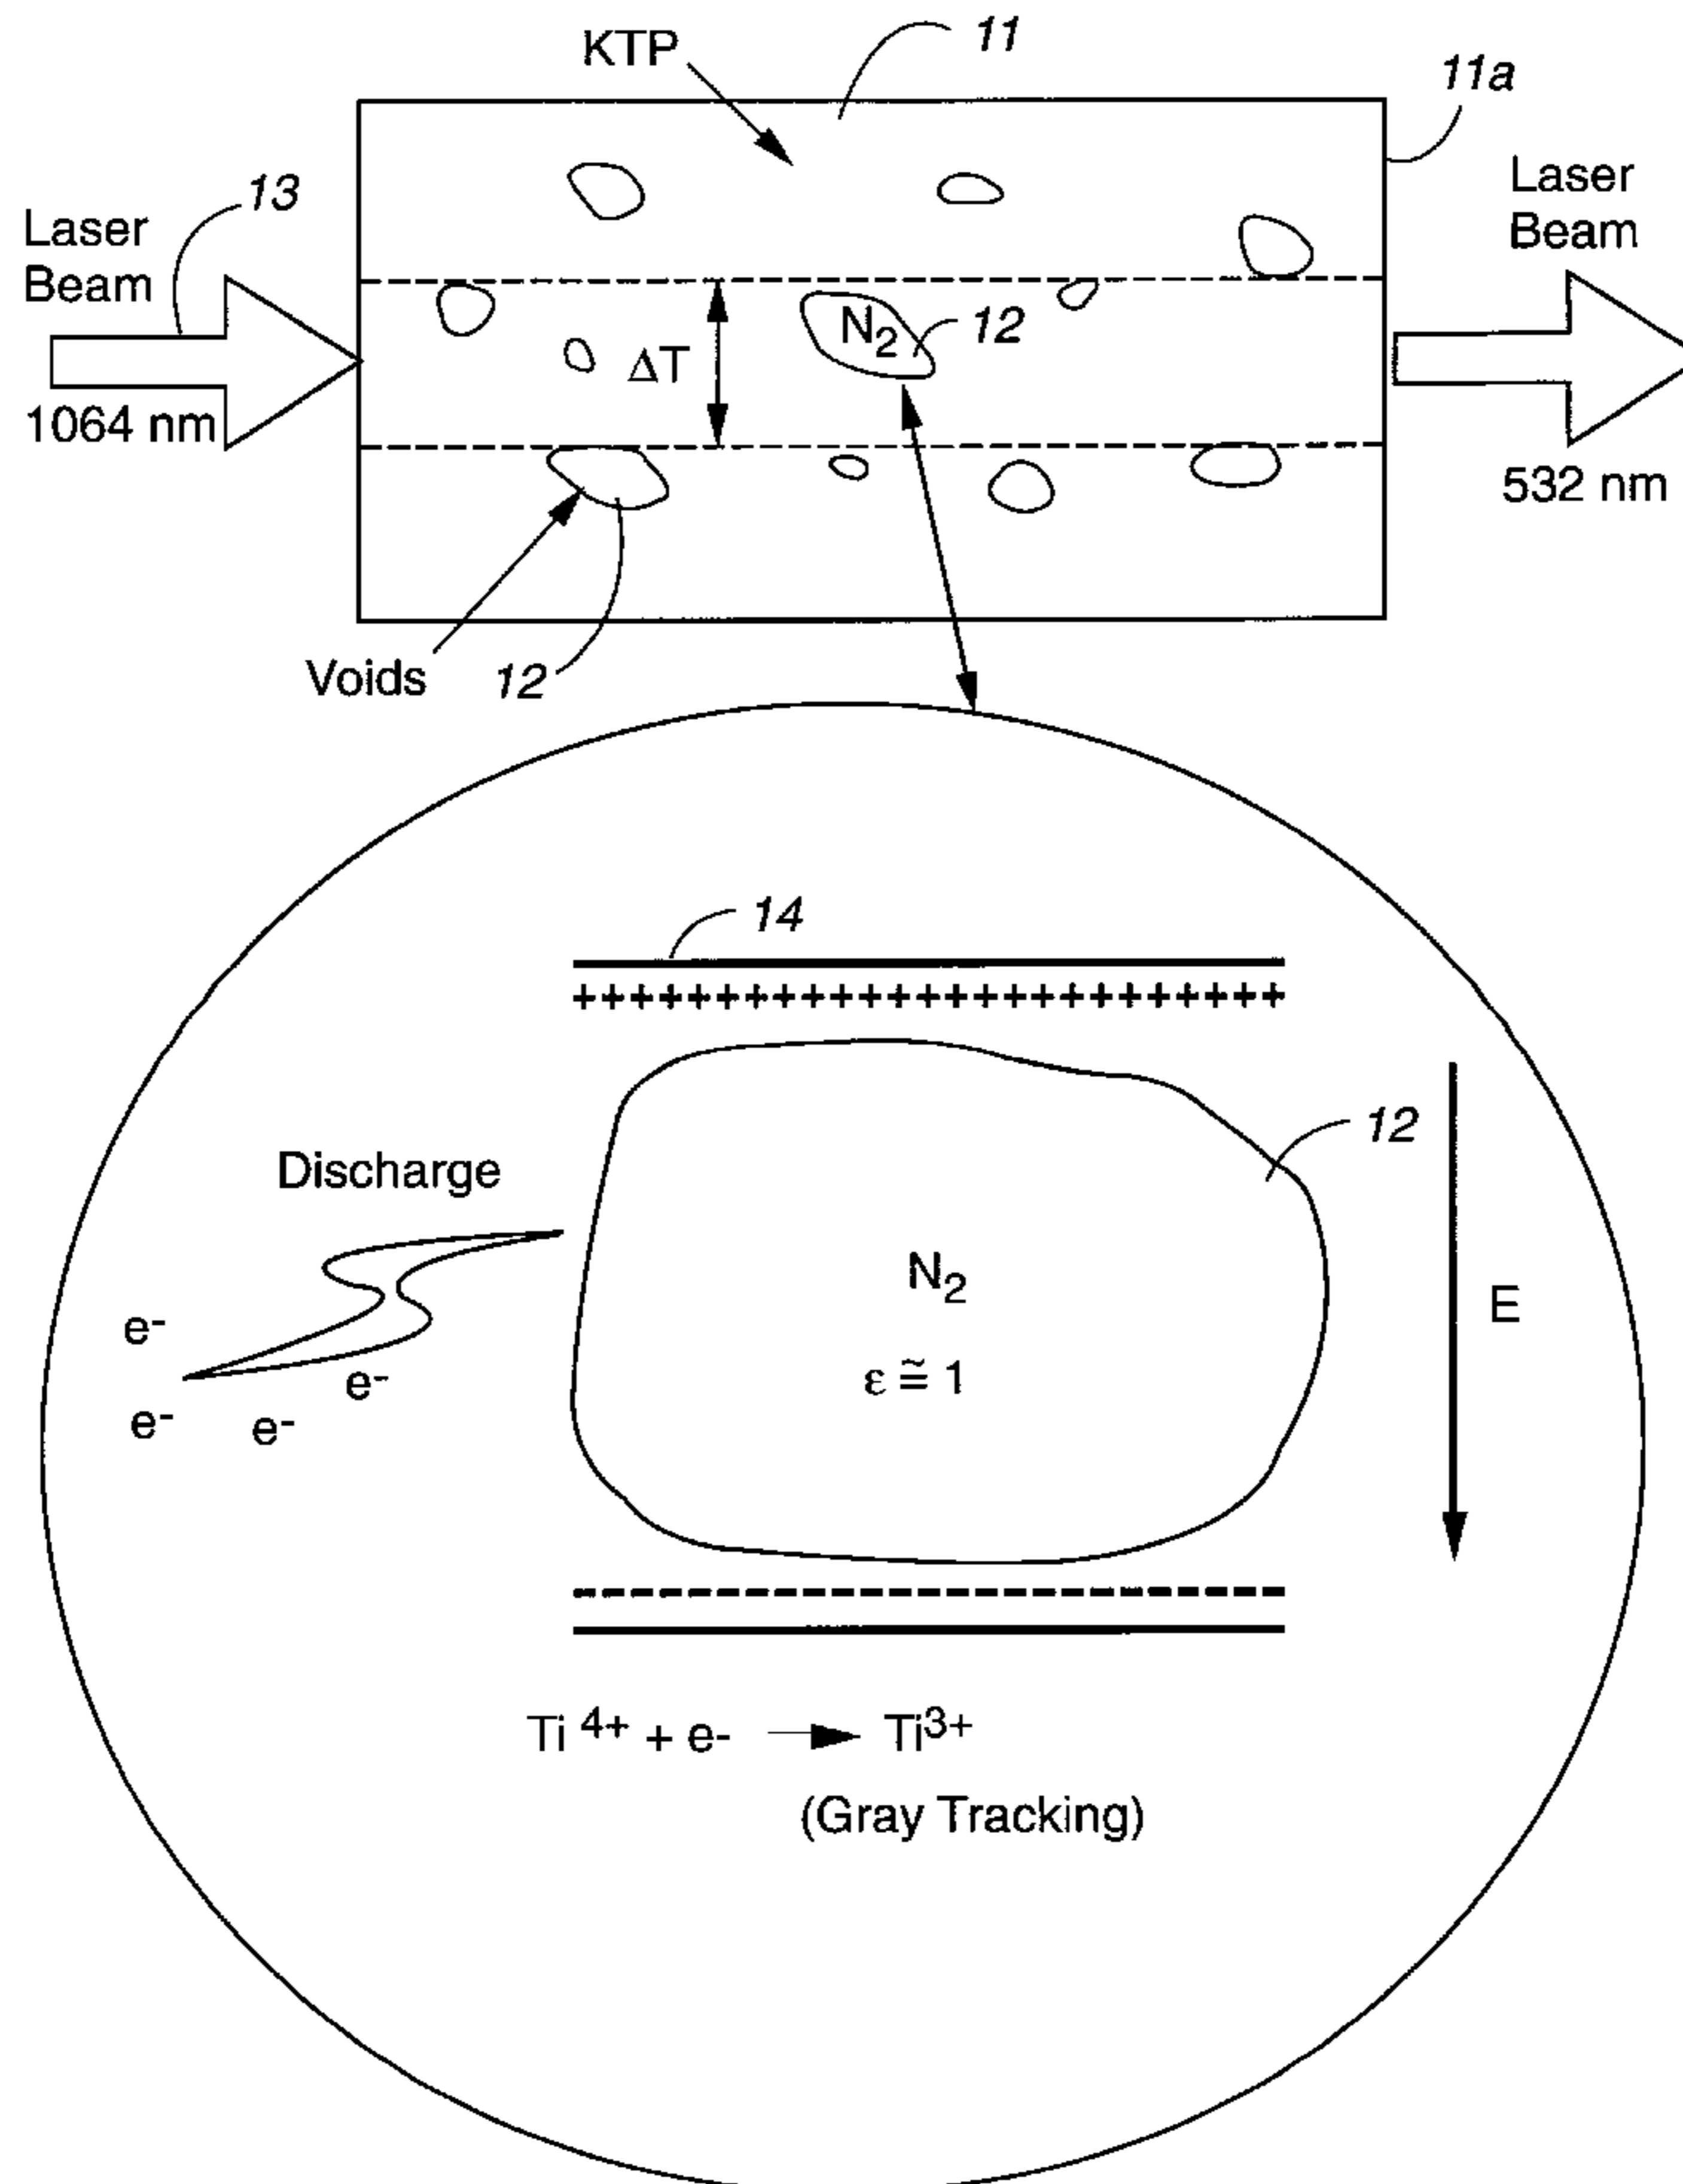 KTP
11
11a
13
Laser
Beam
1064 nm
Laser
Beam
532 nm
N2
12
ΔT
Voids
12
14
+++++++++++++++++++++++++
12
Discharge
N2
ε ≅ 1
E
e-
e-
e-
e-
Ti 4+ + e- → Ti3+
(Gray Tracking)